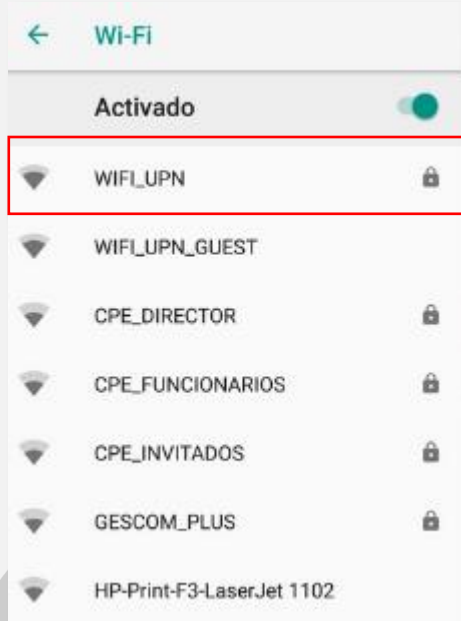 Wi-Fi
Activado
WIFI_UPN
WIFI_UPN_GUEST
CPE_DIRECTOR
CPE_FUNCIONARIOS
CPE_INVITADOS
GESCOM_PLUS
HP-Print-F3-LaserJet 1102